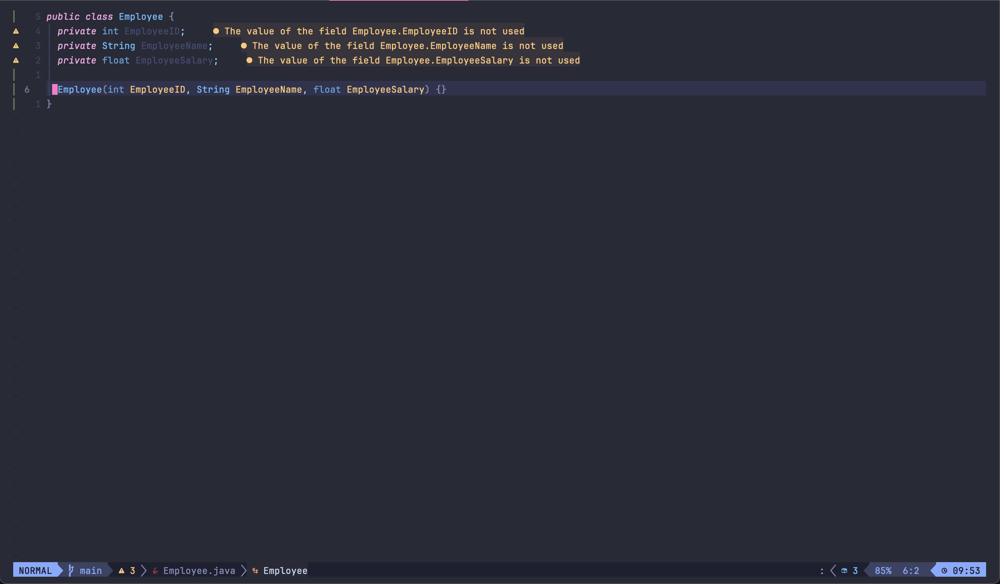 5 public class Employee {
4 private int EmployeeID; ● The value of the field Employee.EmployeeID is not used
3 private String EmployeeName; ● The value of the field Employee.EmployeeName is not used
2 private float EmployeeSalary; ● The value of the field Employee.EmployeeSalary is not used
1
6 Employee(int EmployeeID, String EmployeeName, float EmployeeSalary) {}
1 }
NORMAL main 3 Employee.java Employee : 3 85% 6:2 09:53